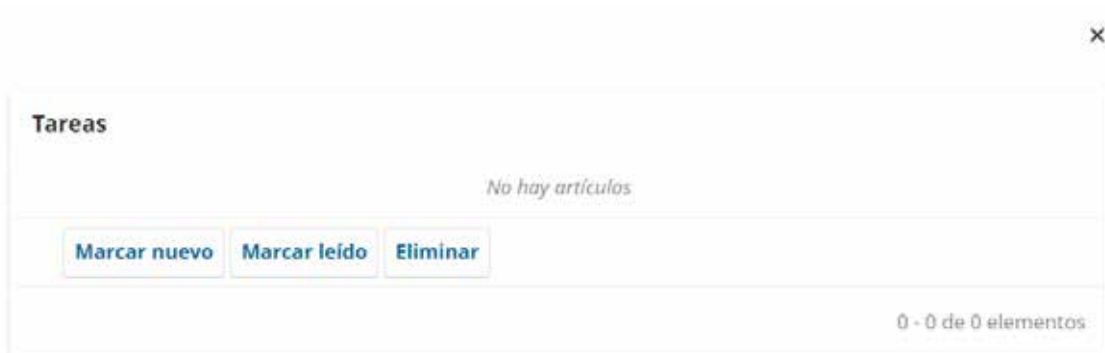 ×
Tareas
No hay artículos
Marcar nuevo Marcar leído Eliminar
0 - 0 de 0 elementos